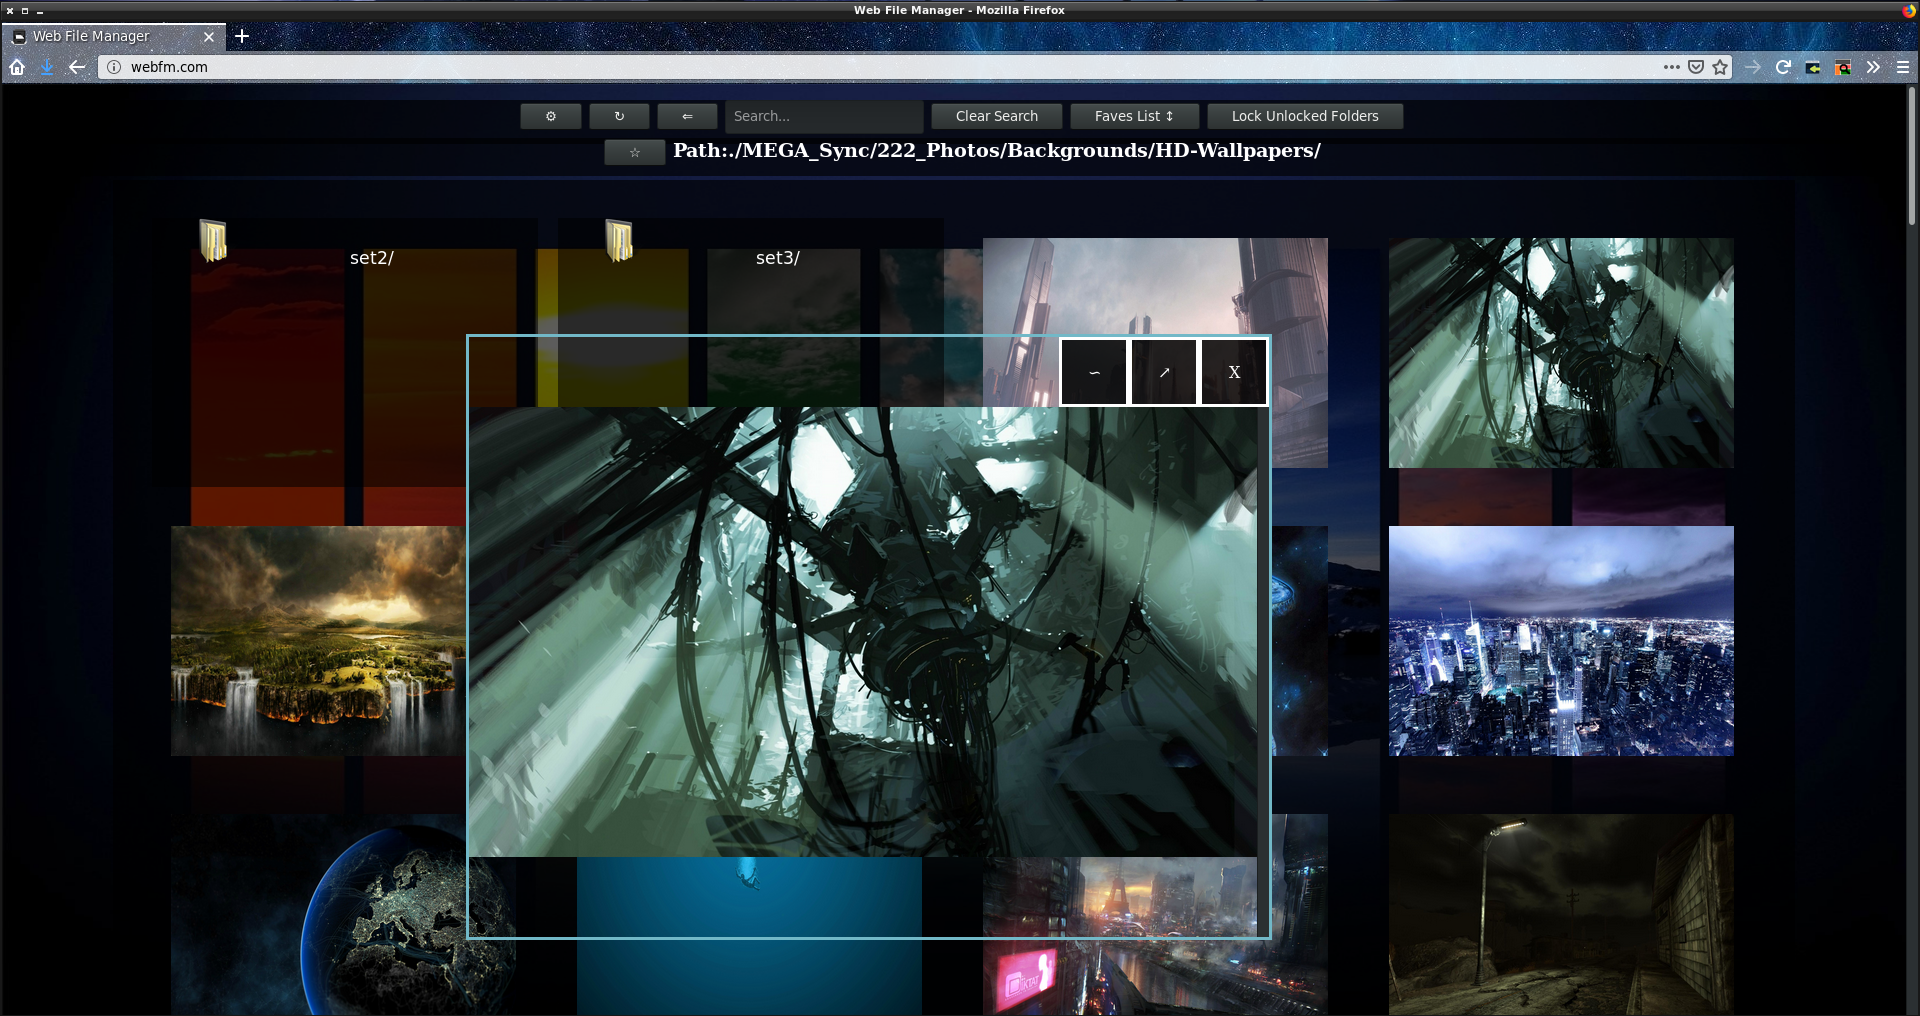 Web File Manager - Mozilla Firefox
Web File Manager
webfm.com
Search...
Clear Search
Faves List ↕
Lock Unlocked Folders
Path:./MEGA_Sync/222_Photos/Backgrounds/HD-Wallpapers/
set2/
set3/
X